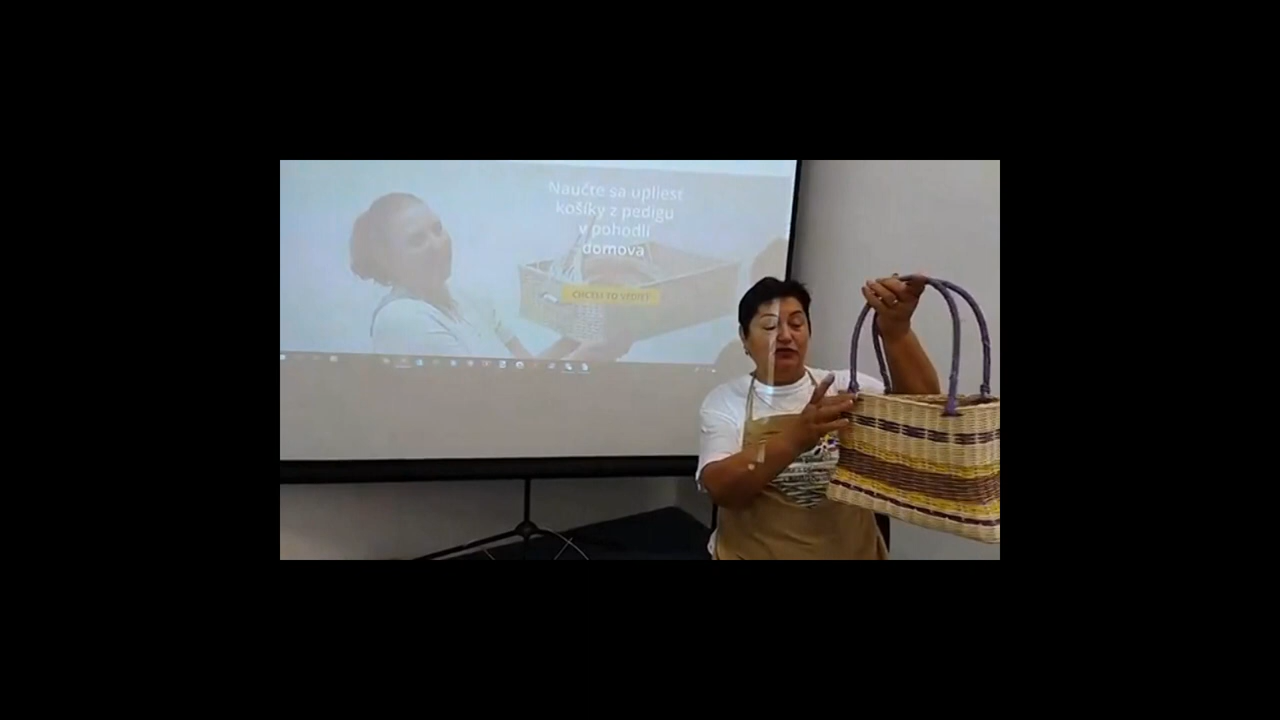 Naučte sa upliesť
košíky z pedigu
v pohodlí
domova
CHCEM TO VEDIEŤ